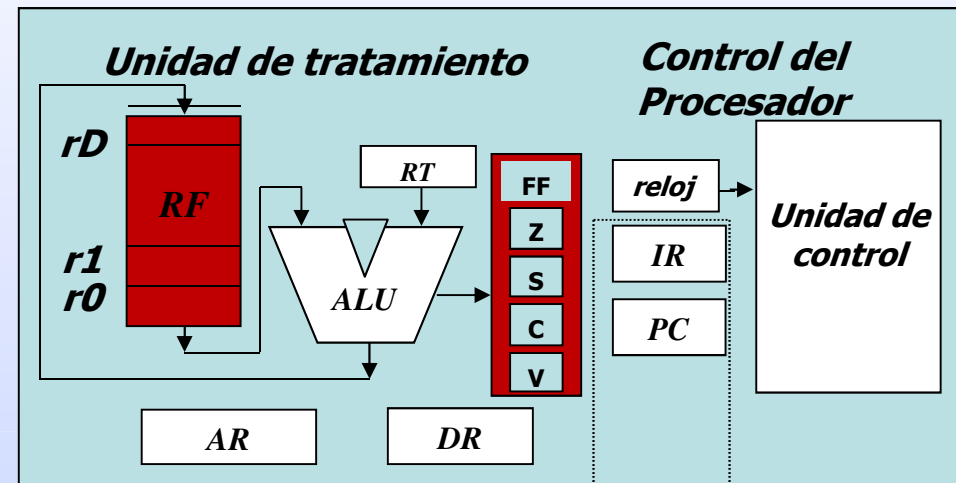 Unidad de tratamiento
Control del
Procesador
rD
RF
r1
r0
RT
ALU
FF
Z
S
C
V
reloj
IR
PC
Unidad de
control
AR
DR